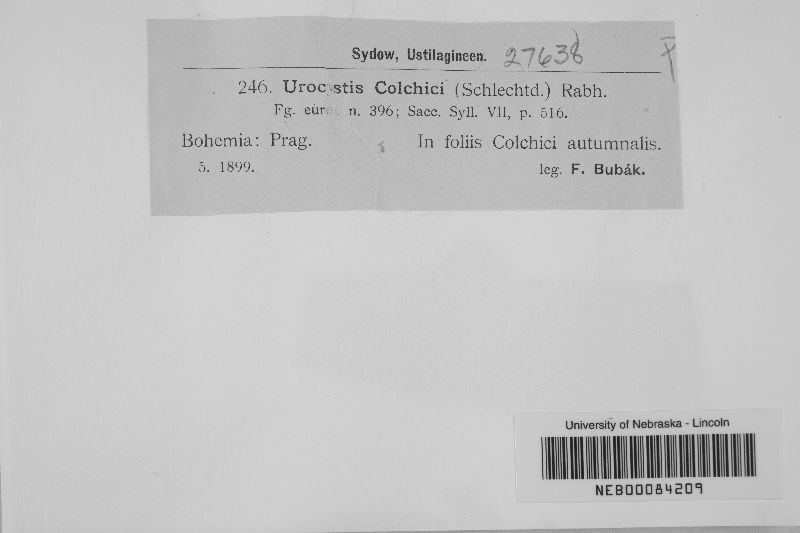 Sydow, Ustilagineen. 27638
246. Urocystis Colchici (Schlechtd.) Rabh.
Fg. eur. n. 396; Sacc. Syll. VII, p. 516.
Bohemia: Prag. In foliis Colchici autumnalis.
5. 1899. leg. F. Bubák.
University of Nebraska - Lincoln
NEB00084209